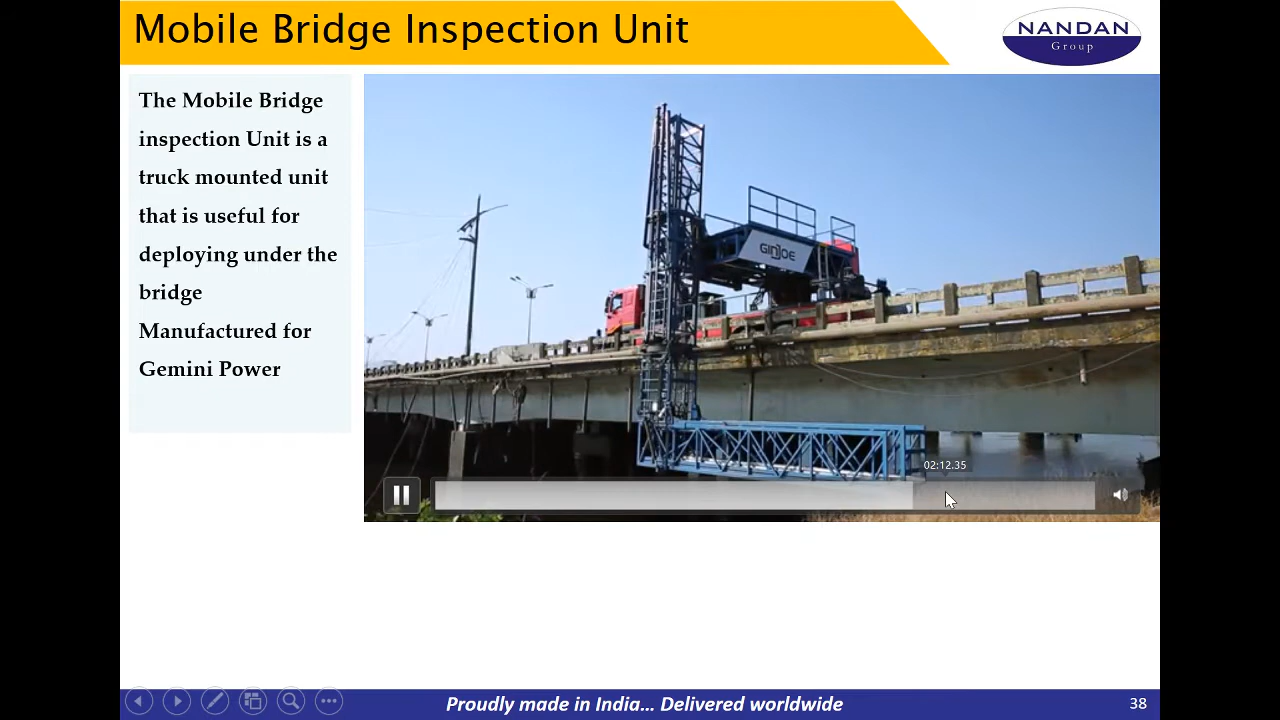 Mobile Bridge Inspection Unit
NANDAN
Group
The Mobile Bridge
inspection Unit is a
truck mounted unit
that is useful for
deploying under the
bridge
Manufactured for
Gemini Power
02:12.35
Proudly made in India... Delivered worldwide
38